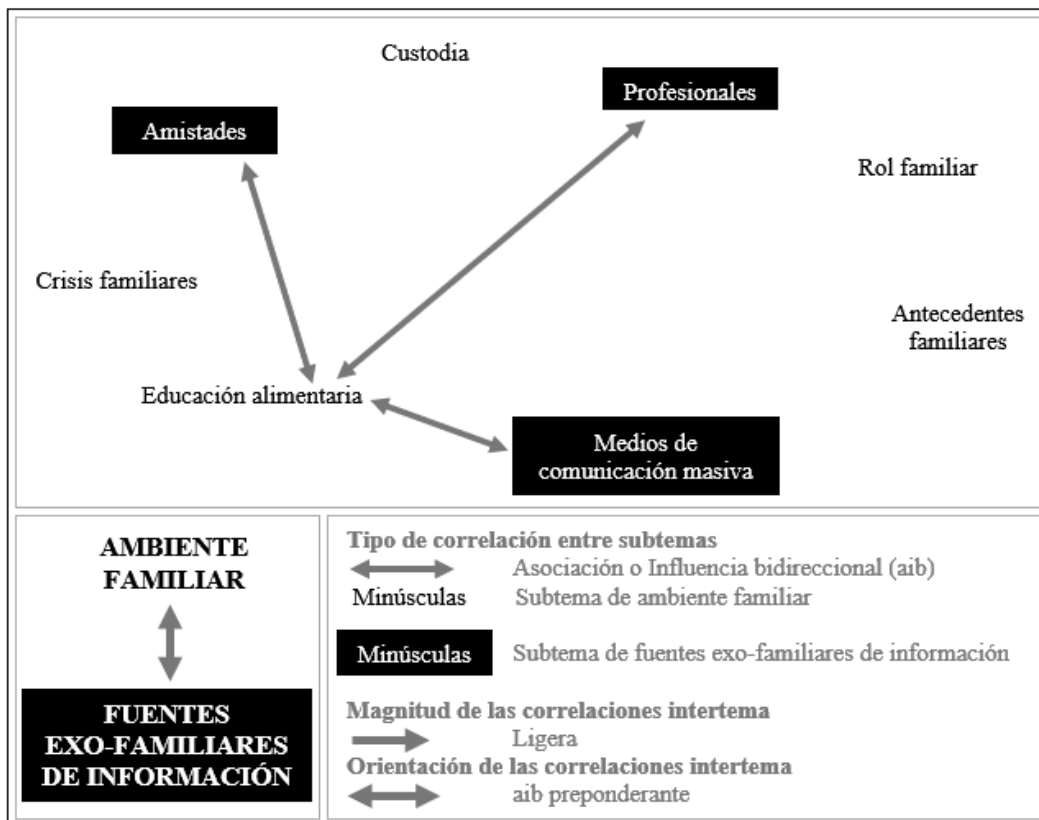 Custodia
Profesionales
Amistades
Rol familiar
Crisis familiares
Antecedentes
familiares
Educación alimentaria
Medios de
comunicación masiva
AMBIENTE
FAMILIAR
FUENTES
EXO-FAMILIARES
DE INFORMACIÓN
Tipo de correlación entre subtemas
Asociación o Influencia bidireccional (aib)
Minúsculas Subtema de ambiente familiar
Minúsculas Subtema de fuentes exo-familiares de información
Magnitud de las correlaciones intertema
Ligera
Orientación de las correlaciones intertema
aib preponderante